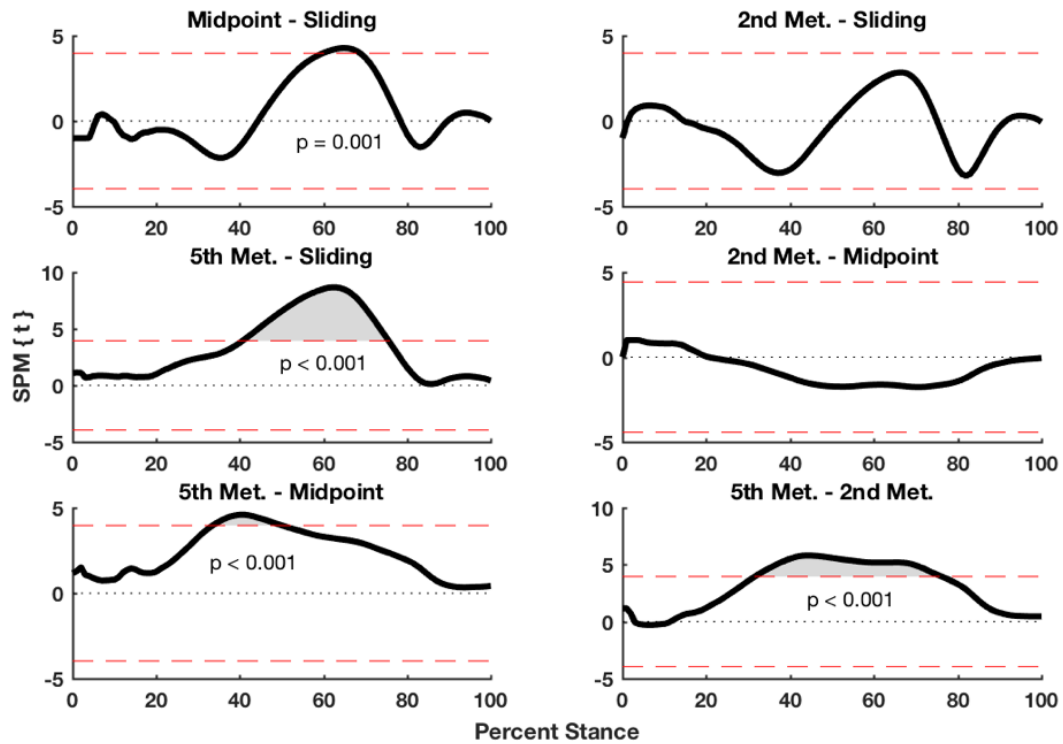 Midpoint - Sliding
5
0
-5
p = 0.001
0 20 40 60 80 100
2nd Met. - Sliding
5
0
-5
0 20 40 60 80 100
5th Met. - Sliding
10
5
0
-5
p < 0.001
0 20 40 60 80 100
2nd Met. - Midpoint
5
0
-5
0 20 40 60 80 100
5th Met. - Midpoint
5
0
-5
p < 0.001
0 20 40 60 80 100
5th Met. - 2nd Met.
10
5
0
-5
p < 0.001
0 20 40 60 80 100
SPM { t }
Percent Stance